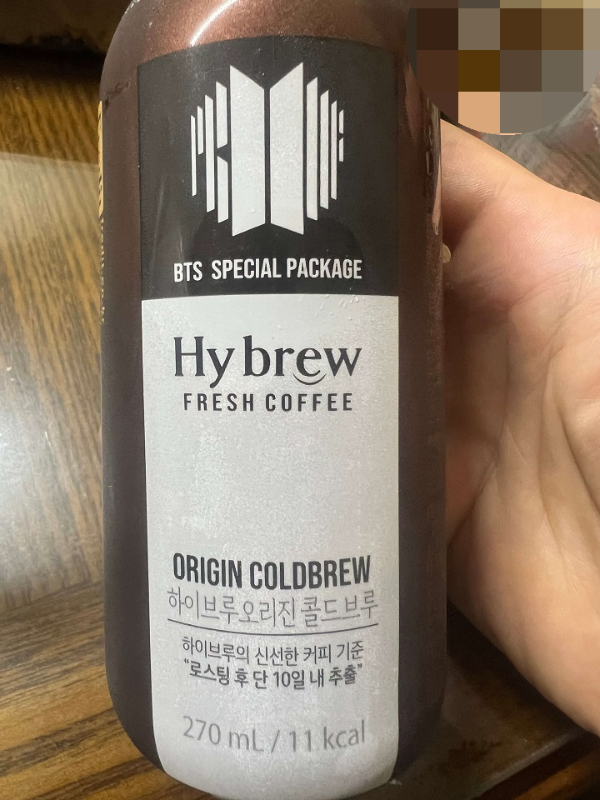 BTS SPECIAL PACKAGE
Hy brew
FRESH COFFEE
ORIGIN COLDBREW
하이브루오리진 콜드브루
하이브루의 신선한 커피 기준
“로스팅 후 단 10일 내 추출”
270 mL / 11 kcal